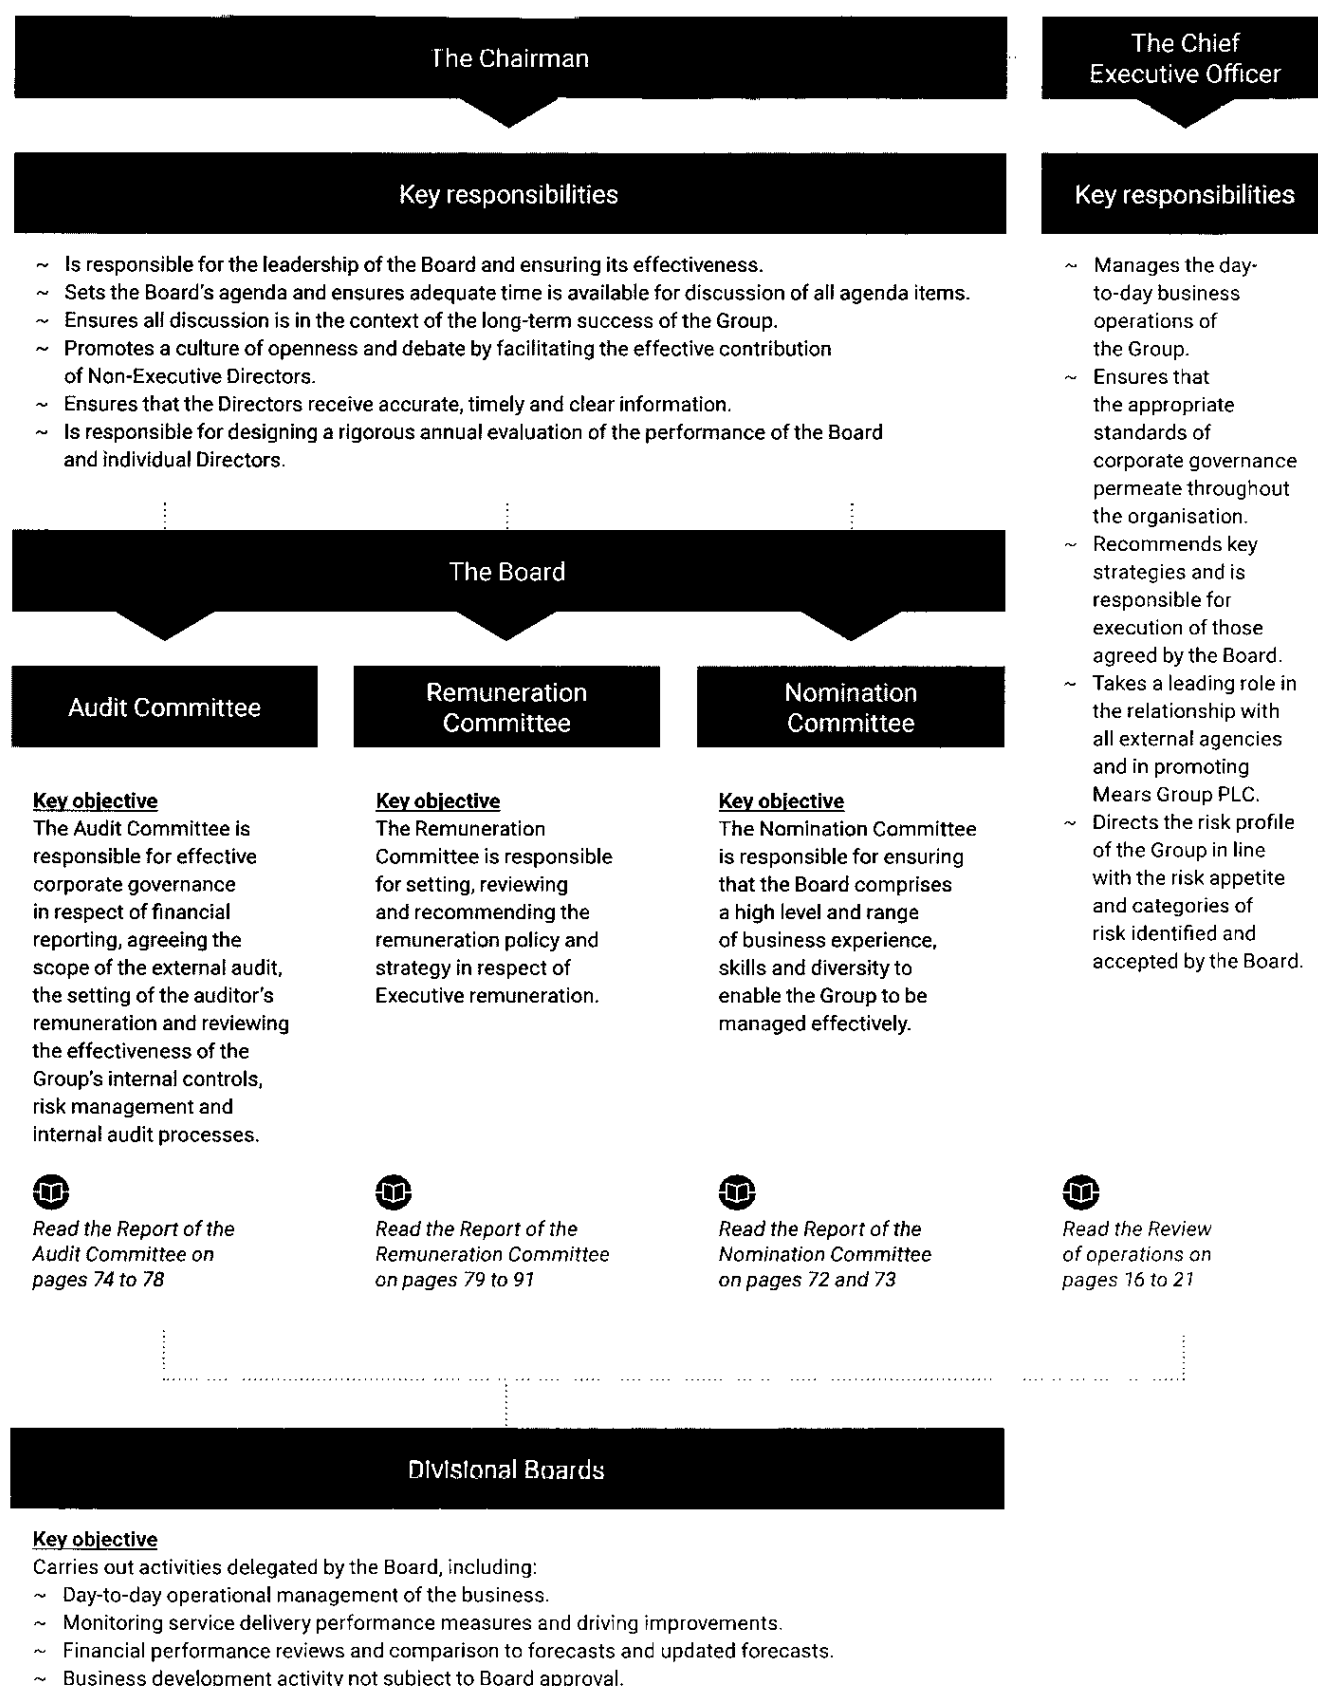 The Chairman
Key responsibilities
~ Is responsible for the leadership of the Board and ensuring its effectiveness.
~ Sets the Board's agenda and ensures adequate time is available for discussion of all agenda items.
~ Ensures all discussion is in the context of the long-term success of the Group.
~ Promotes a culture of openness and debate by facilitating the effective contribution
of Non-Executive Directors.
~ Ensures that the Directors receive accurate, timely and clear information.
~ Is responsible for designing a rigorous annual evaluation of the performance of the Board
and individual Directors.
The Chief
Executive Officer
Key responsibilities
~ Manages the day-
to-day business
operations of
the Group.
~ Ensures that
the appropriate
standards of
corporate governance
permeate throughout
the organisation.
~ Recommends key
strategies and is
responsible for
execution of those
agreed by the Board.
~ Takes a leading role in
the relationship with
all external agencies
and in promoting
Mears Group PLC.
~ Directs the risk profile
of the Group in line
with the risk appetite
and categories of
risk identified and
accepted by the Board.
Read the Review
of operations on
pages 16 to 21
The Board
Audit Committee
Key objective
The Audit Committee is
responsible for effective
corporate governance
in respect of financial
reporting, agreeing the
scope of the external audit,
the setting of the auditor's
remuneration and reviewing
the effectiveness of the
Group's internal controls,
risk management and
internal audit processes.
Read the Report of the
Audit Committee on
pages 74 to 78
Remuneration
Committee
Key objective
The Remuneration
Committee is responsible
for setting, reviewing
and recommending the
remuneration policy and
strategy in respect of
Executive remuneration.
Read the Report of the
Remuneration Committee
on pages 79 to 91
Nomination
Committee
Key objective
The Nomination Committee
is responsible for ensuring
that the Board comprises
a high level and range
of business experience,
skills and diversity to
enable the Group to be
managed effectively.
Read the Report of the
Nomination Committee
on pages 72 and 73
Divisional Boards
Key objective
Carries out activities delegated by the Board, including:
~ Day-to-day operational management of the business.
~ Monitoring service delivery performance measures and driving improvements.
~ Financial performance reviews and comparison to forecasts and updated forecasts.
~ Business development activity not subject to Board approval.